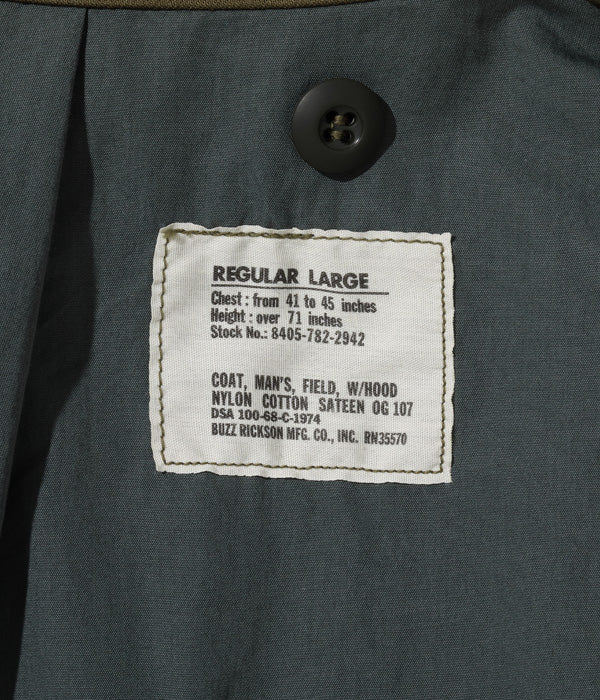 REGULAR LARGE
Chest : from 41 to 45 inches
Height : over 71 inches
Stock No.: 8405-782-2942
COAT, MAN'S, FIELD, W/HOOD
NYLON COTTON SATEEN OG 107
DSA 100-68-C-1974
BUZZ RICKSON MFG. CO., INC. RN35570